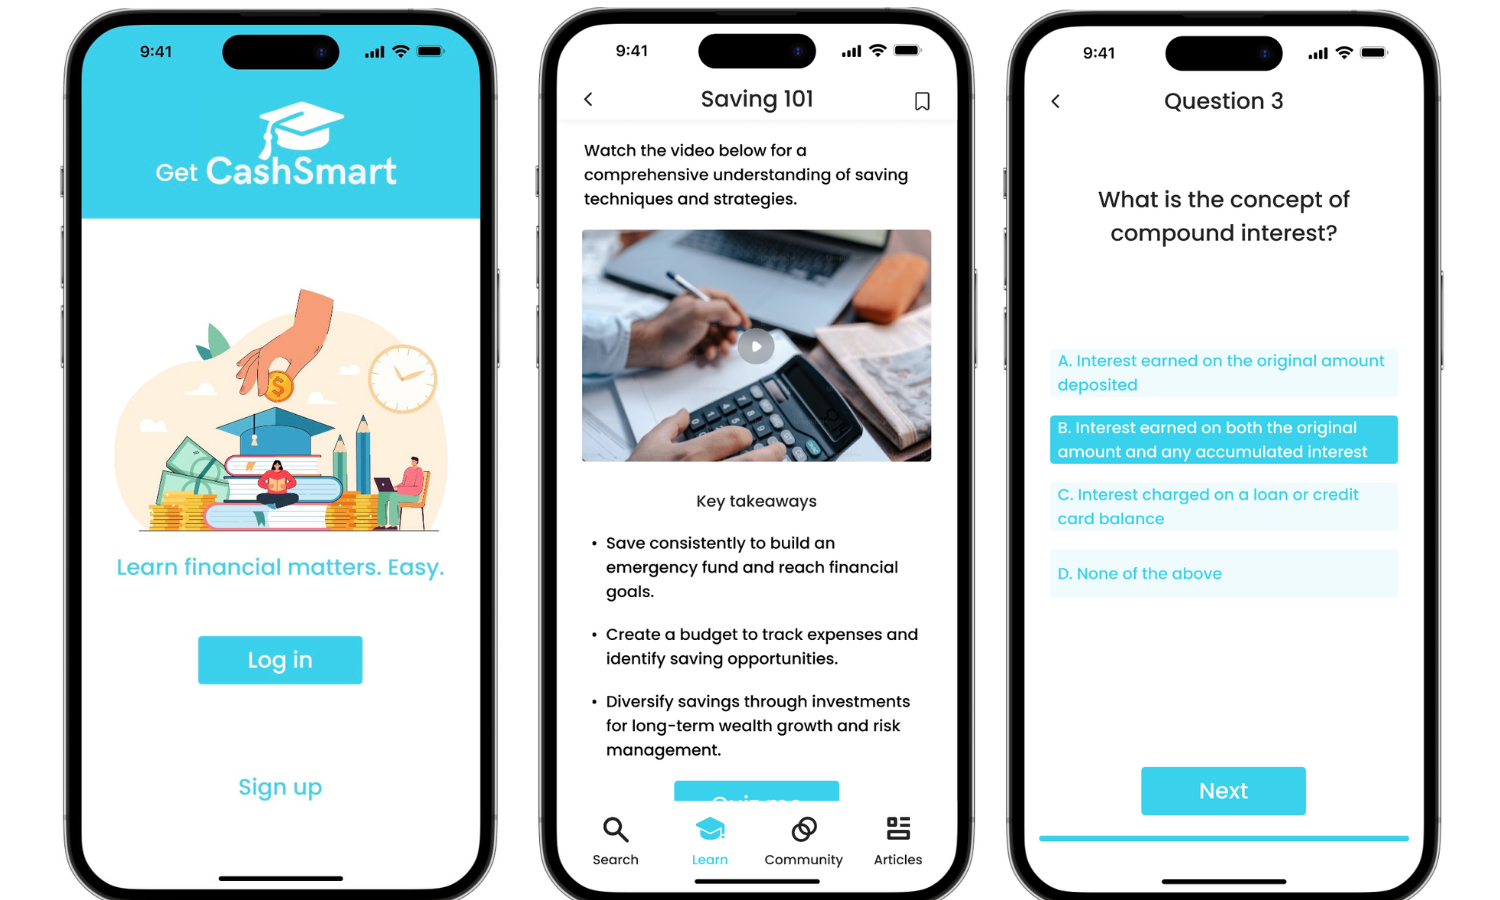 9:41
Get CashSmart
Learn financial matters. Easy.
Log in
Sign up
9:41
Saving 101
Watch the video below for a
comprehensive understanding of saving
techniques and strategies.
Key takeaways
• Save consistently to build an
emergency fund and reach financial
goals.
• Create a budget to track expenses and
identify saving opportunities.
• Diversify savings through investments
for long-term wealth growth and risk
management.
Quiz me
Search
Learn
Community
Articles
9:41
Question 3
What is the concept of
compound interest?
A. Interest earned on the original amount
deposited
B. Interest earned on both the original
amount and any accumulated interest
C. Interest charged on a loan or credit
card balance
D. None of the above
Next